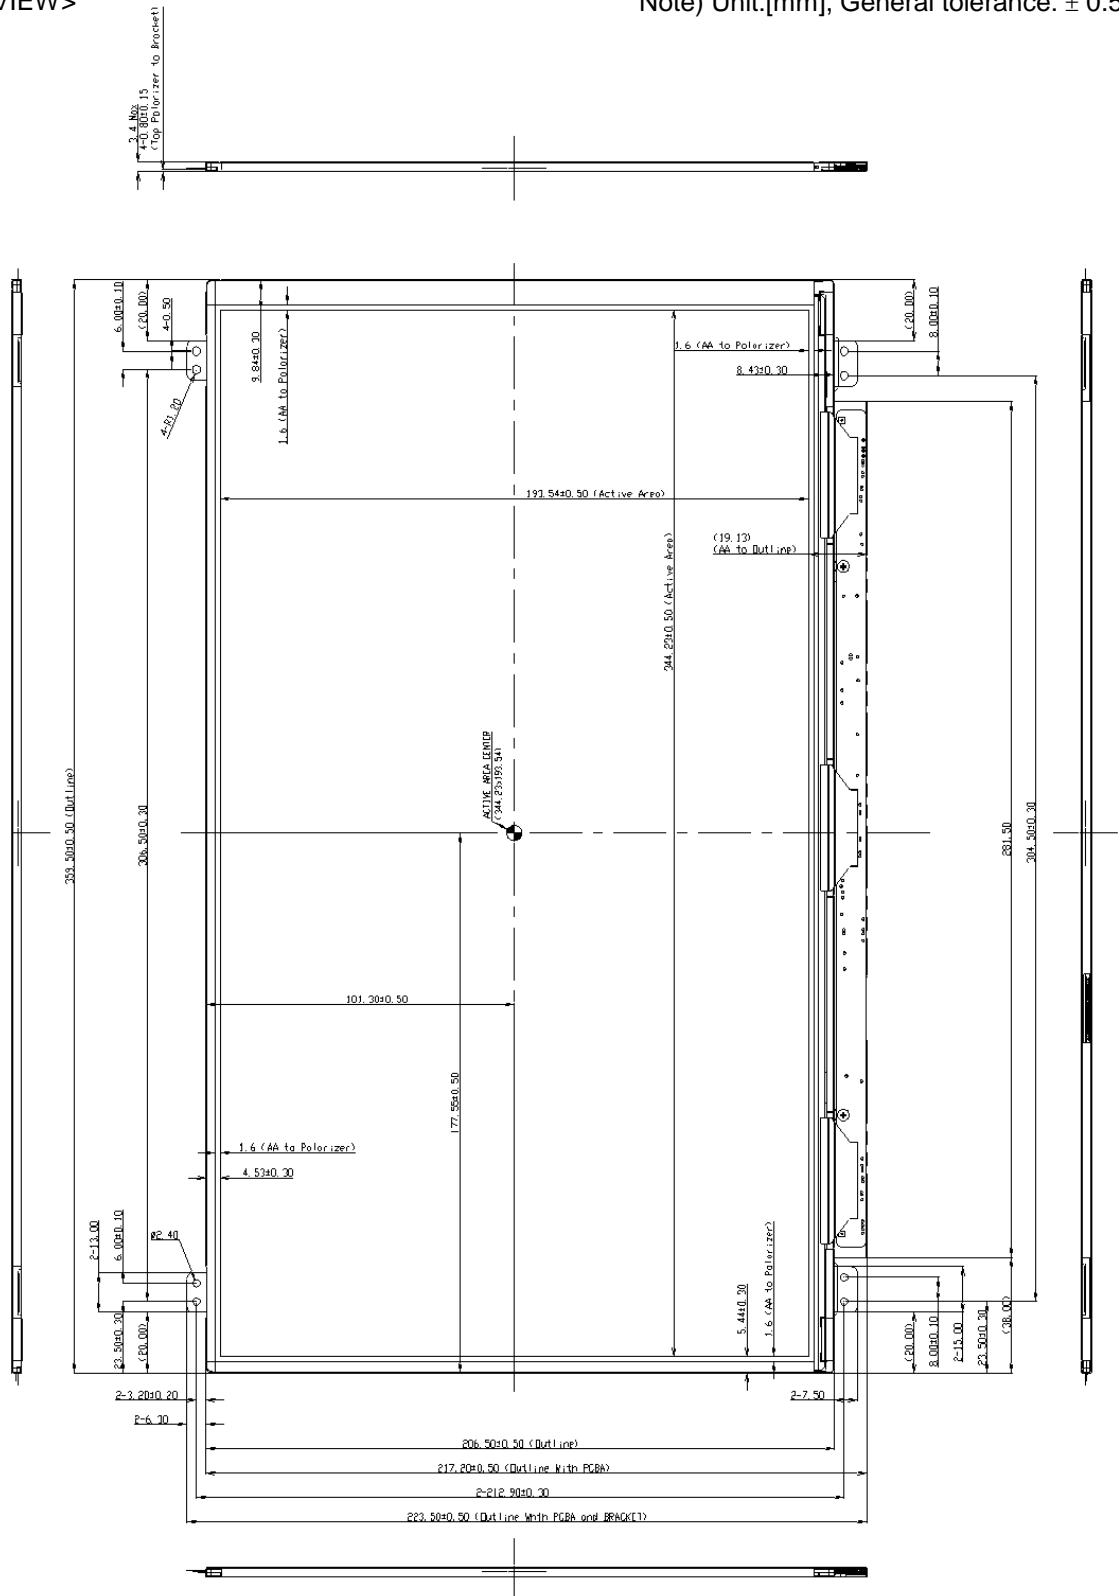 VIEW>
Note) Unit:[mm], General tolerance: ± 0.5
3.4 Max
4-0.80±0.15
(Top Polarizer to Bracket)
6.00±0.10
(20.00)
4-0.50
9.84±0.30
1.6 (AA to Polarizer)
4-R1.20
1.6 (AA to Polarizer)
8.43±0.30
(20.00)
8.00±0.10
193.54±0.50 (Active Area)
(19.13)
(AA to Outline)
344.23±0.50 (Active Area)
ACTIVE AREA CENTER
(344.23x193.54)
359.50±0.50 (Outline)
306.50±0.30
281.50
304.50±0.30
101.30±0.50
177.55±0.50
1.6 (AA to Polarizer)
4.53±0.30
2-13.00
6.00±0.10
ø2.40
23.50±0.30
(20.00)
5.44±0.30
1.6 (AA to Polarizer)
(20.00)
8.00±0.10
2-15.00
23.50±0.30
(38.00)
2-3.20±0.20
2-6.30
2-7.50
206.50±0.50 (Outline)
217.20±0.50 (Outline With PCBA)
2-212.90±0.30
223.50±0.50 (Outline With PCBA and BRACKET)